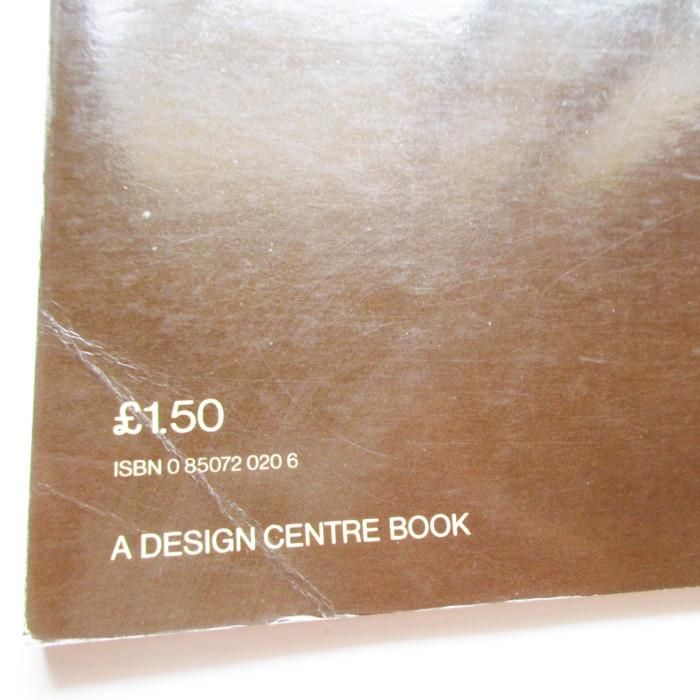 £1.50
ISBN 0 85072 020 6
A DESIGN CENTRE BOOK